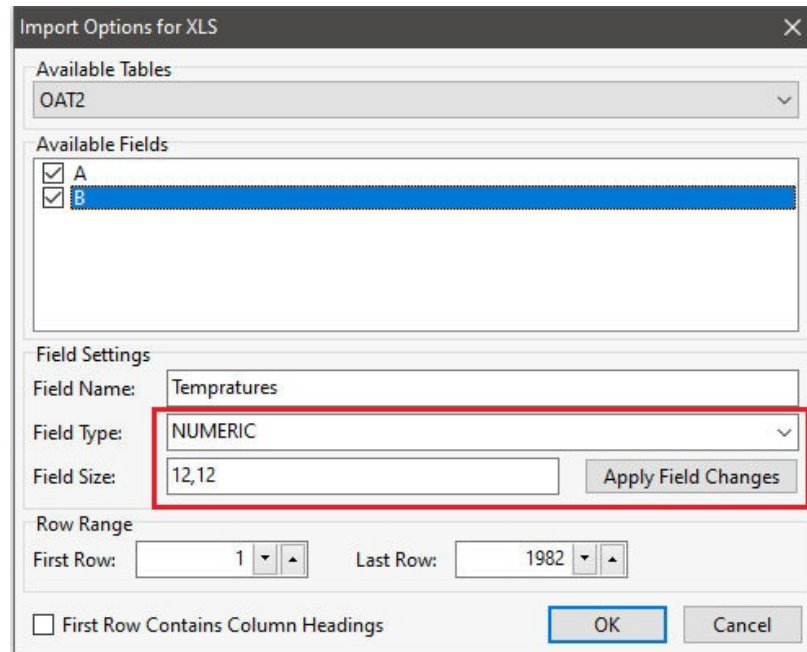 Import Options for XLS
Available Tables
OAT2
Available Fields
A
B
Field Settings
Field Name: Tempratures
Field Type: NUMERIC
Field Size: 12,12 Apply Field Changes
Row Range
First Row: 1 Last Row: 1982
First Row Contains Column Headings OK Cancel